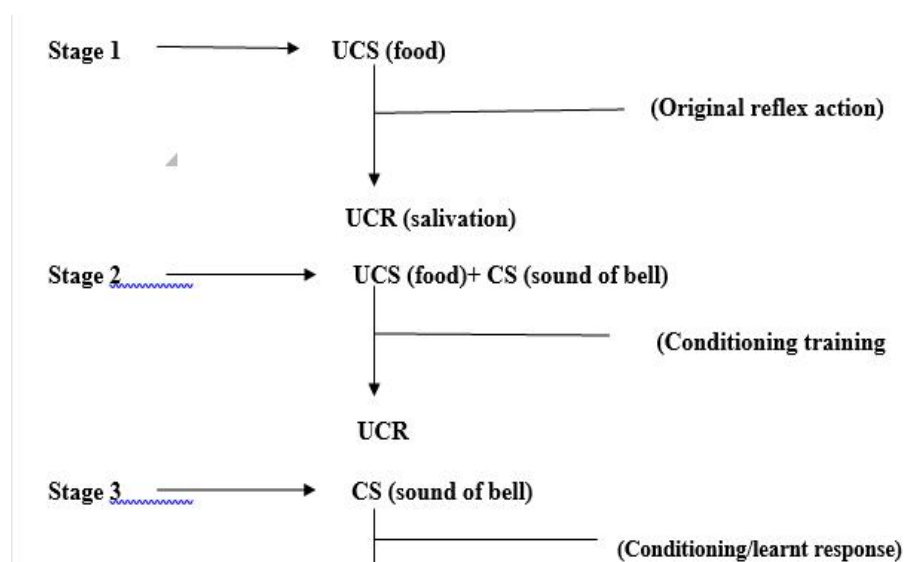 Stage 1 UCS (food)
(Original reflex action)
UCR (salivation)
Stage 2 UCS (food)+ CS (sound of bell)
(Conditioning training
UCR
Stage 3 CS (sound of bell)
(Conditioning/learnt response)